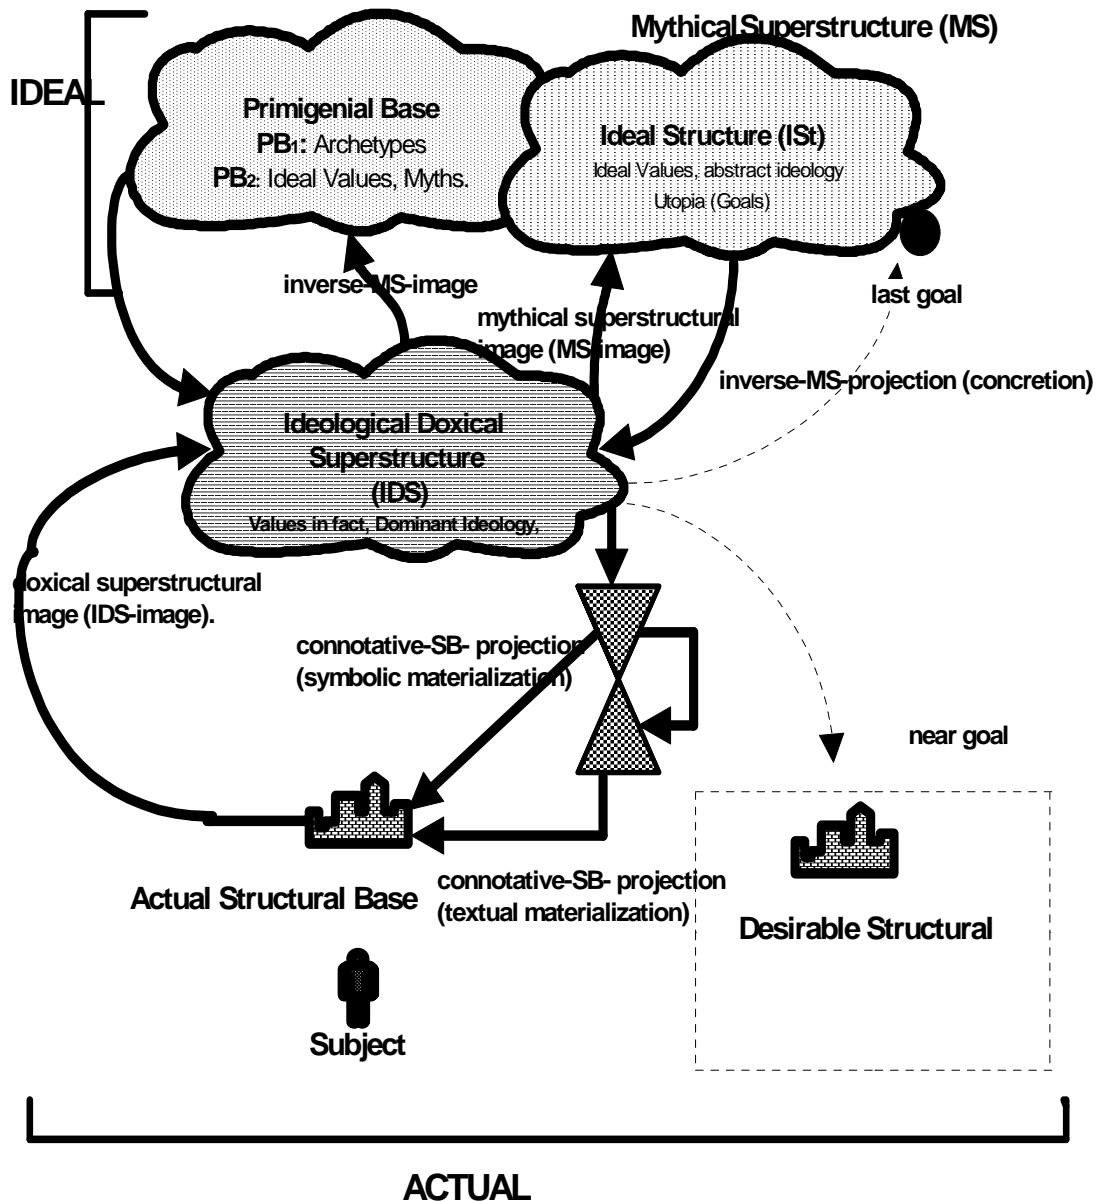 Mythical Superstructure (MS)
IDEAL
Primigenial Base
PB1: Archetypes
PB2: Ideal Values, Myths.
Ideal Structure (ISt)
Ideal Values, abstract ideology
Utopia (Goals)
inverse-MS-image
last goal
mythical superstructural
image (MS-image)
inverse-MS-projection (concretion)
Ideological Doxical
Superstructure
(IDS)
Values in fact, Dominant Ideology,
doxical superstructural
image (IDS-image).
connotative-SB- projection
(symbolic materialization)
near goal
Actual Structural Base
connotative-SB- projection
(textual materialization)
Desirable Structural
Subject
ACTUAL